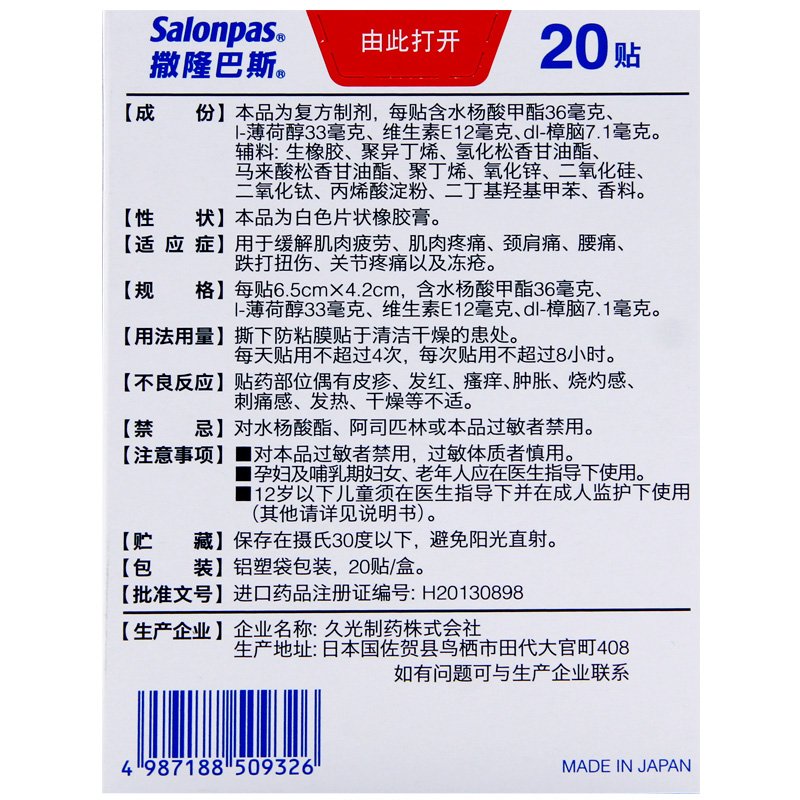 Salonpas®
撒隆巴斯®
由此打开
20贴
【成份】本品为复方制剂，每贴含水杨酸甲酯36毫克、
l-薄荷醇33毫克、维生素E12毫克、dl-樟脑7.1毫克。
辅料: 生橡胶、聚异丁烯、氢化松香甘油酯、
马来酸松香甘油酯、聚丁烯、氧化锌、二氧化硅、
二氧化钛、丙烯酸淀粉、二丁基羟基甲苯、香料。
【性状】本品为白色片状橡胶膏。
【适应症】用于缓解肌肉疲劳、肌肉疼痛、颈肩痛、腰痛、
跌打扭伤、关节疼痛以及冻疮。
【规格】每贴6.5cm×4.2cm，含水杨酸甲酯36毫克、
l-薄荷醇33毫克、维生素E12毫克、dl-樟脑7.1毫克。
【用法用量】撕下防粘膜贴于清洁干燥的患处。
每天贴用不超过4次，每次贴用不超过8小时。
【不良反应】贴药部位偶有皮疹、发红、瘙痒、肿胀、烧灼感、
刺痛感、发热、干燥等不适。
【禁忌】对水杨酸酯、阿司匹林或本品过敏者禁用。
【注意事项】■对本品过敏者禁用，过敏体质者慎用。
■孕妇及哺乳期妇女、老年人应在医生指导下使用。
■12岁以下儿童须在医生指导下并在成人监护下使用
（其他请详见说明书）。
【贮藏】保存在摄氏30度以下，避免阳光直射。
【包装】铝塑袋包装，20贴/盒。
【批准文号】进口药品注册证编号: H20130898
【生产企业】企业名称: 久光制药株式会社
生产地址: 日本国佐贺县鸟栖市田代大官町408
如有问题可与生产企业联系
4 987188 509326
MADE IN JAPAN